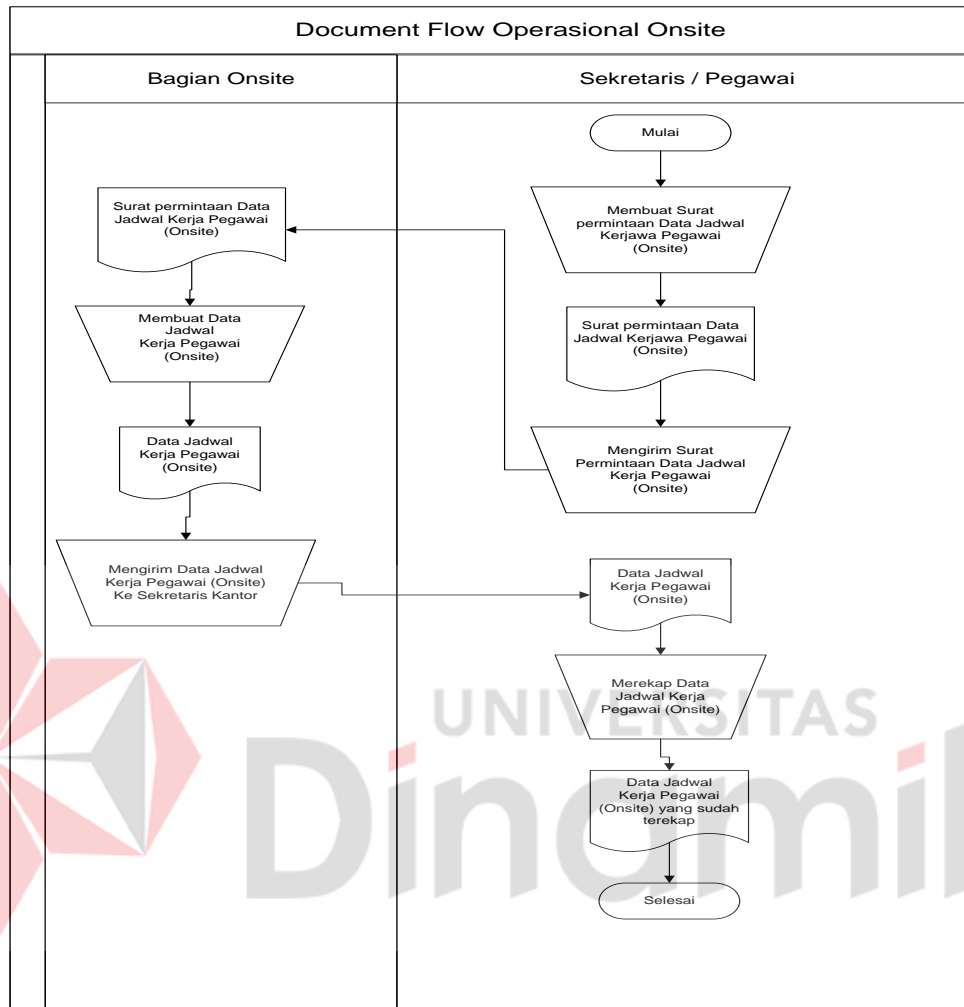 Document Flow Operasional Onsite
Bagian Onsite
Sekretaris / Pegawai
Mulai
Membuat Surat
permintaan Data Jadwal
Kerjawa Pegawai
(Onsite)
Surat permintaan Data
Jadwal Kerjawa Pegawai
(Onsite)
Mengirim Surat
Permintaan Data Jadwal
Kerja Pegawai
(Onsite)
Surat permintaan Data
Jadwal Kerja Pegawai
(Onsite)
Membuat Data
Jadwal
Kerja Pegawai
(Onsite)
Data Jadwal
Kerja Pegawai
(Onsite)
Mengirim Data Jadwal
Kerja Pegawai (Onsite)
Ke Sekretaris Kantor
Data Jadwal
Kerja Pegawai
(Onsite)
Merekap Data
Jadwal Kerja
Pegawai (Onsite)
Data Jadwal
Kerja Pegawai
(Onsite) yang sudah
terekap
Selesai
UNIVERSITAS
Dinamik